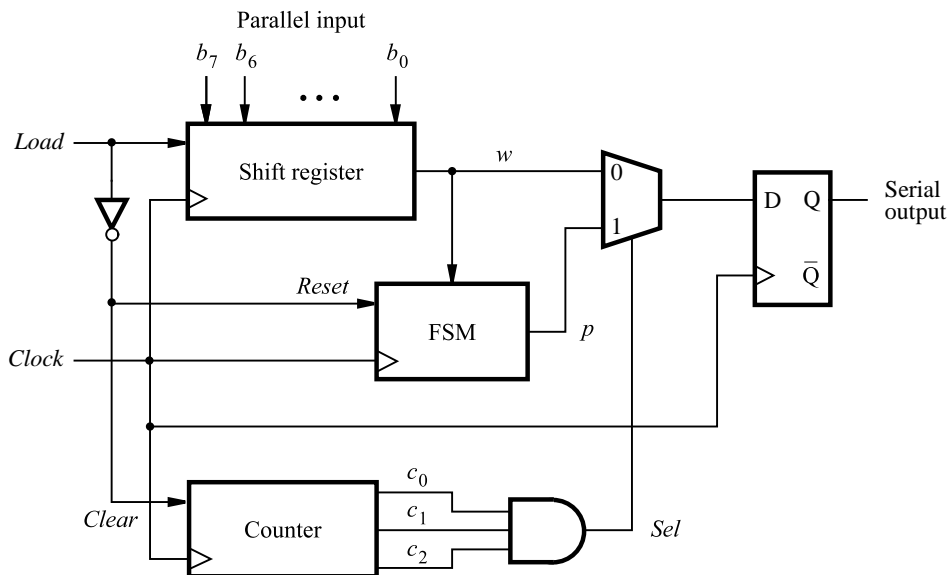 Parallel input
b7 b6 b0
Load
Shift register
w
0
1
D Q
Q̅
Serial
output
Reset
FSM
p
Clock
Clear
Counter
c0
c1
c2
Sel